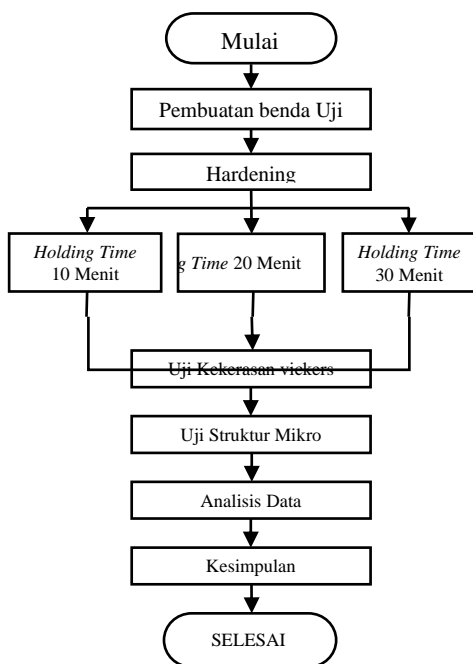 Mulai
Pembuatan benda Uji
Hardening
Holding Time
10 Menit
g Time 20 Menit
Holding Time
30 Menit
Uji Kekerasan vickers
Uji Struktur Mikro
Analisis Data
Kesimpulan
SELESAI